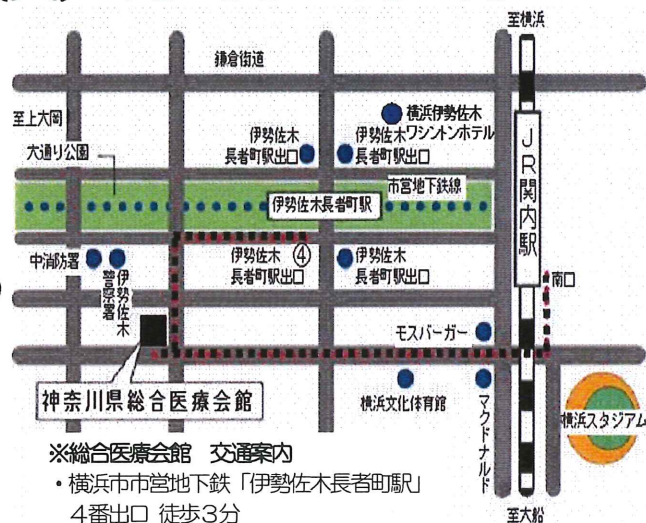 至横浜
鎌倉街道
至上大岡
横浜伊勢佐木
ワシントンホテル
伊勢佐木
長者町駅出口
伊勢佐木
長者町駅出口
大通り公園
JR関内駅
市営地下鉄線
伊勢佐木長者町駅
中消防署
伊勢佐木
警察署
伊勢佐木
長者町駅出口
④
伊勢佐木
長者町駅出口
南口
モスバーガー
神奈川県総合医療会館
横浜文化体育館
マクドナルド
横浜スタジアム
※総合医療会館 交通案内
・横浜市市営地下鉄「伊勢佐木長者町駅」
4番出口 徒歩3分
至大船